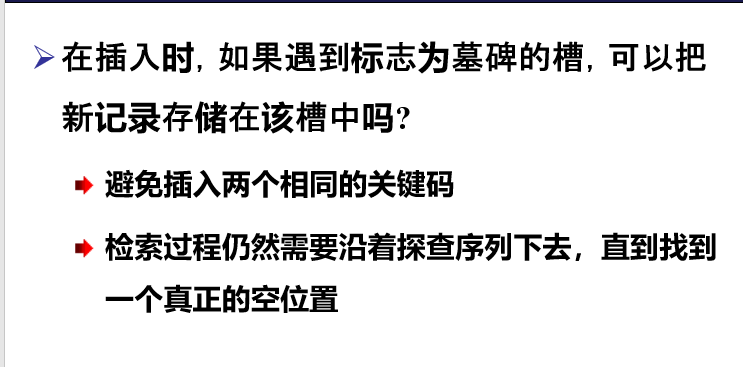 在插入时，如果遇到标志为墓碑的槽，可以把
新记录存储在该槽中吗?
避免插入两个相同的关键码
检索过程仍然需要沿着探查序列下去，直到找到
一个真正的空位置